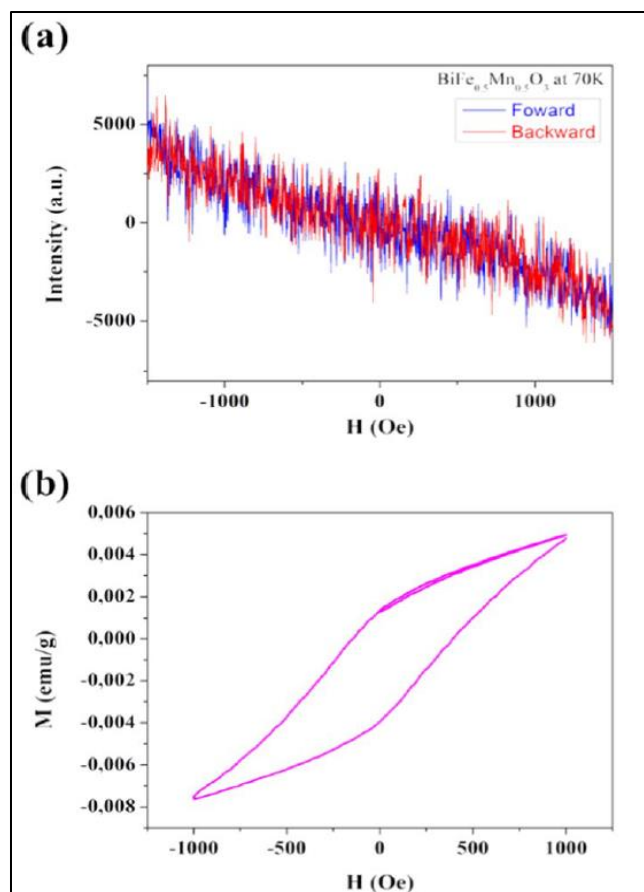 (a)
BiFe0.5Mn0.5O3 at 70K
Foward
Backward
5000
0
-5000
Intensity (a.u.)
-1000
0
1000
H (Oe)
(b)
0,006
0,004
0,002
0,000
-0,002
-0,004
-0,006
-0,008
M (emu/g)
-1000
-500
0
500
1000
H (Oe)